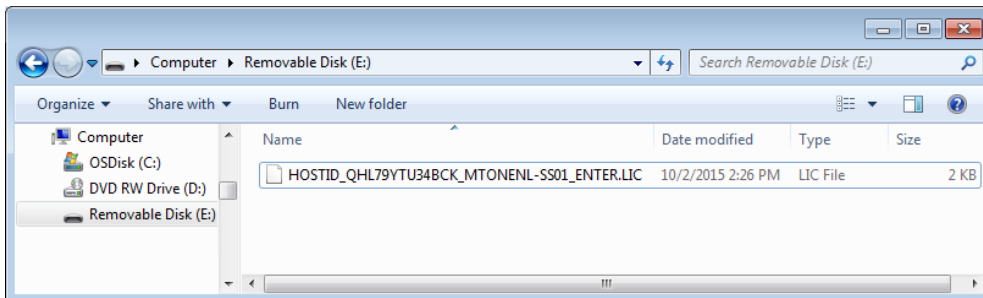 Computer Removable Disk (E:) Search Removable Disk (E:)
Organize Share with Burn New folder
Computer
OSDisk (C:)
DVD RW Drive (D:)
Removable Disk (E:)
Name Date modified Type Size
HOSTID_QHL79YTU34BCK_MTONENL-SS01_ENTER.LIC 10/2/2015 2:26 PM LIC File 2 KB